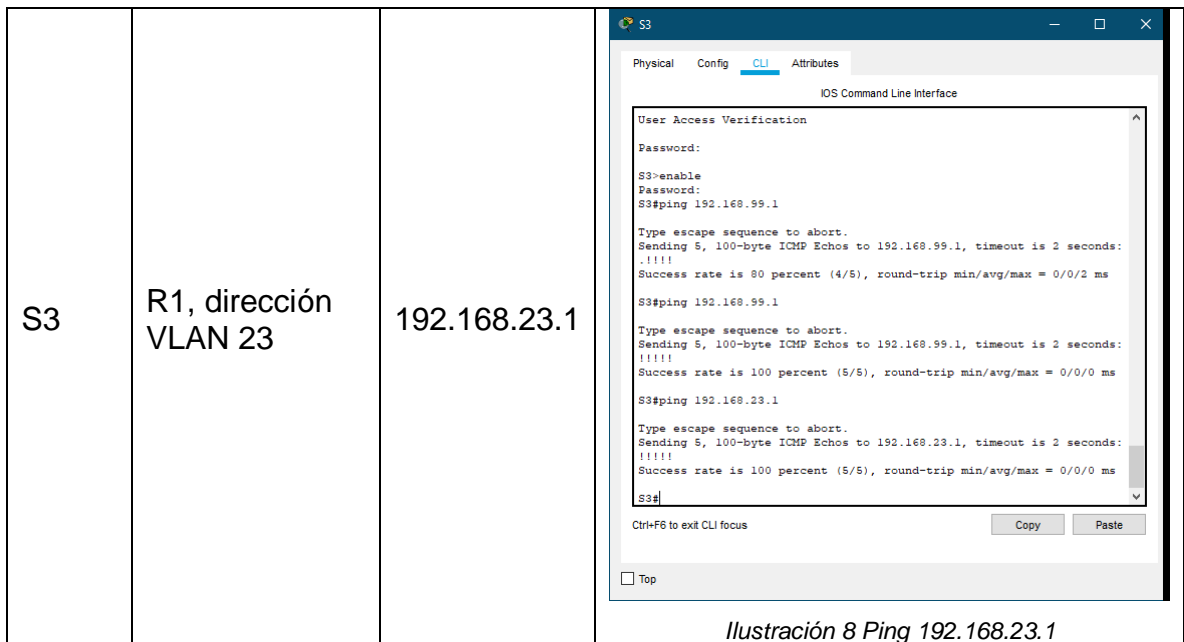 S3
R1, dirección
VLAN 23
192.168.23.1
S3
Physical Config CLI Attributes
IOS Command Line Interface
User Access Verification
Password:
S3>enable
Password:
S3#ping 192.168.99.1
Type escape sequence to abort.
Sending 5, 100-byte ICMP Echos to 192.168.99.1, timeout is 2 seconds:
.!!!!
Success rate is 80 percent (4/5), round-trip min/avg/max = 0/0/2 ms
S3#ping 192.168.99.1
Type escape sequence to abort.
Sending 5, 100-byte ICMP Echos to 192.168.99.1, timeout is 2 seconds:
!!!!!
Success rate is 100 percent (5/5), round-trip min/avg/max = 0/0/0 ms
S3#ping 192.168.23.1
Type escape sequence to abort.
Sending 5, 100-byte ICMP Echos to 192.168.23.1, timeout is 2 seconds:
!!!!!
Success rate is 100 percent (5/5), round-trip min/avg/max = 0/0/0 ms
S3#
Ctrl+F6 to exit CLI focus
Copy Paste
Top
Ilustración 8 Ping 192.168.23.1